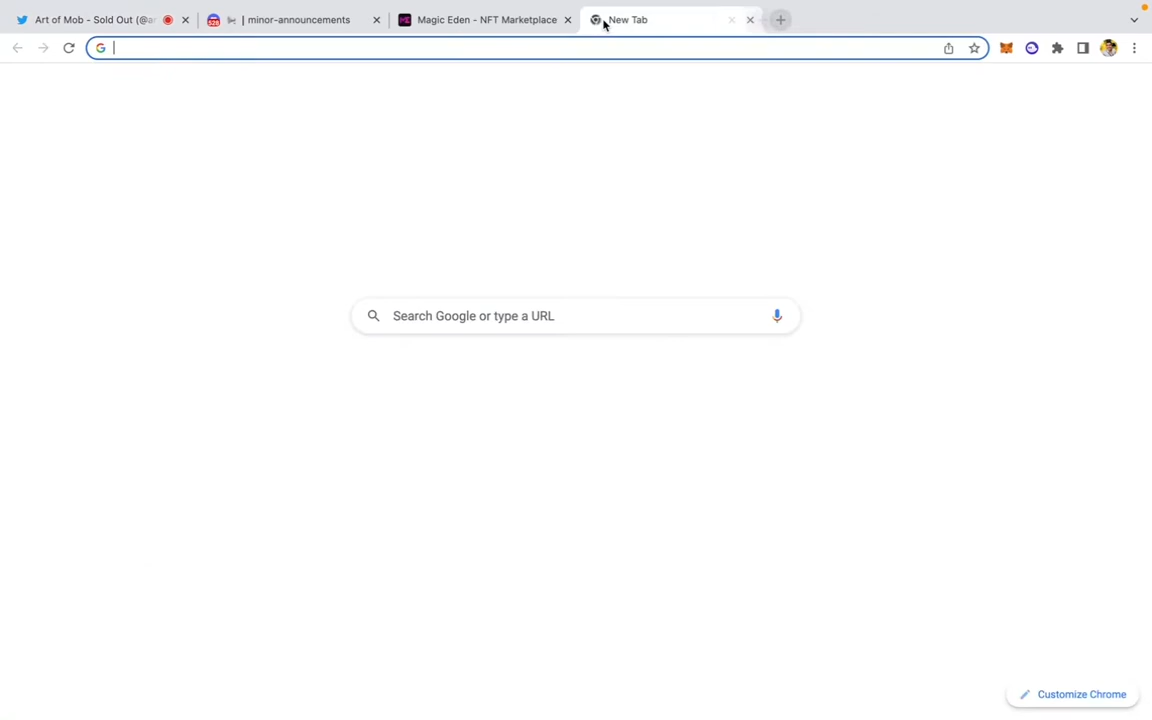 Art of Mob - Sold Out (@a
| minor-announcements
Magic Eden - NFT Marketplace
New Tab
Search Google or type a URL
Customize Chrome